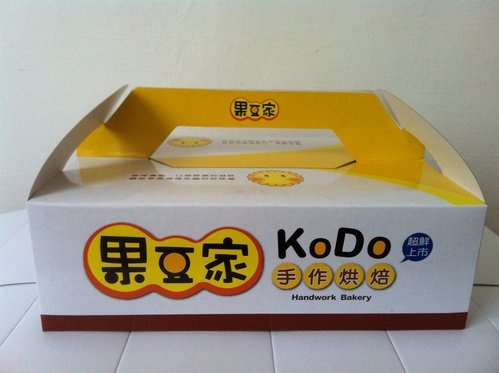 果豆家
果豆家
KoDo
超鮮
上市
手作烘焙
Handwork Bakery